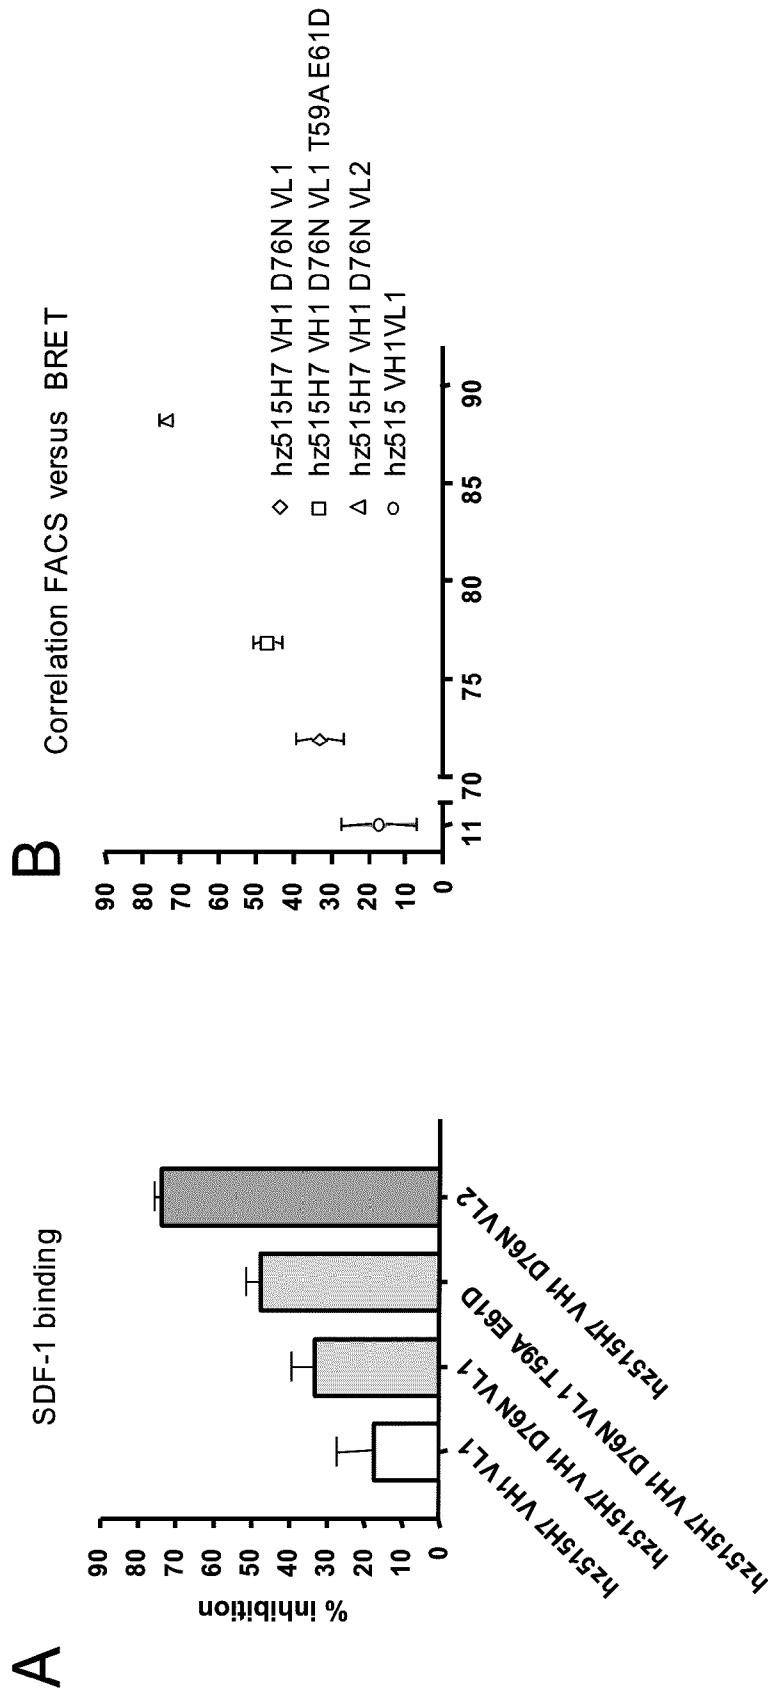 A
SDF-1 binding
% inhibition
90
80
70
60
50
40
30
20
10
0
hz515H7 VH1 VL1
hz515H7 VH1 D76N VL1
hz515H7 VH1 D76N VL1 T59A E61D
hz515H7 VH1 D76N VL2
B
Correlation FACS versus BRET
90
80
70
60
50
40
30
20
10
0
11
70
75
80
85
90
hz515H7 VH1 D76N VL1
hz515H7 VH1 D76N VL1 T59A E61D
hz515H7 VH1 D76N VL2
hz515 VH1VL1